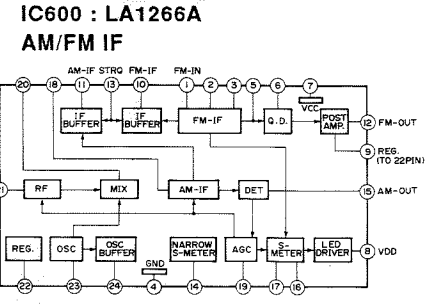 IC600 : LA1266A
AM/FM IF
AM-IF STRQ FM-IF FM-IN
20 18 11 13 10 1 2 3 5 6 7
VCC
IF BUFFER
IF BUFFER
FM-IF
Q.D.
POST AMP.
12 FM-OUT
9 REG.
(TO 22PIN)
21 RF
MIX
AM-IF
DET
15 AM-OUT
REG.
OSC
OSC BUFFER
GND
NARROW S-METER
AGC
S-METER
LED DRIVER
8 VDD
22 23 24 4 14 19 17 16